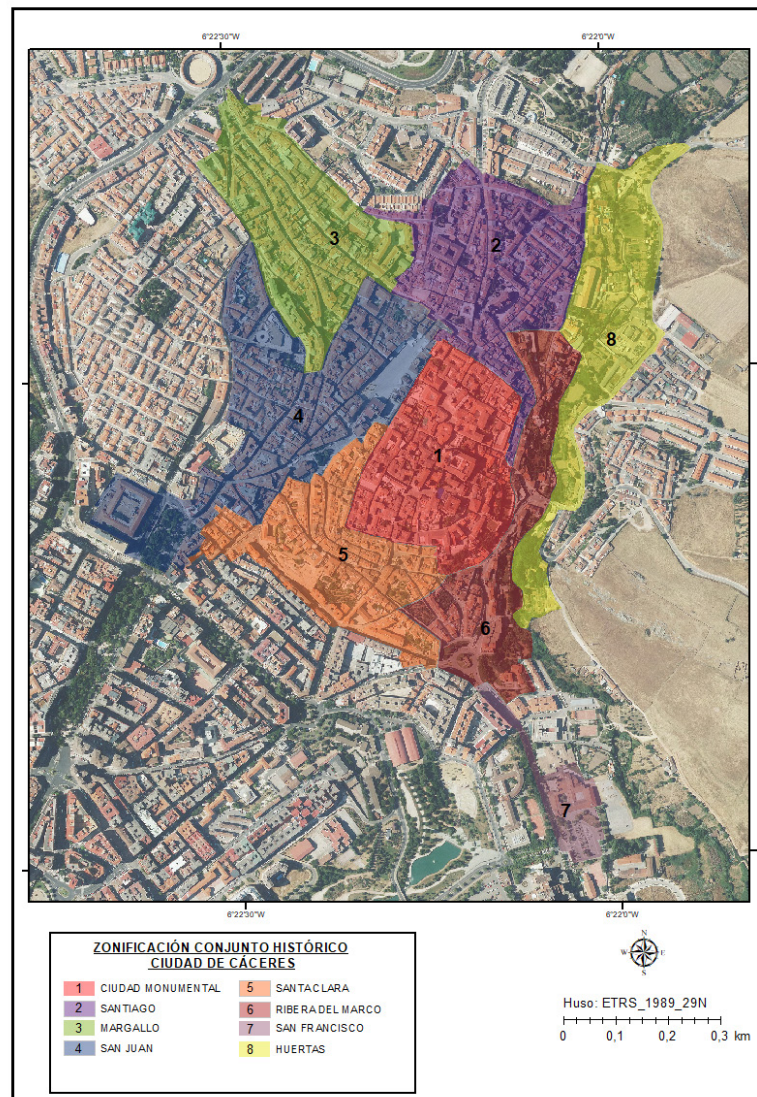 6°22'30"W 6°22'0"W
3
2
8
4
1
5
6
7
6°22'30"W 6°22'0"W
ZONIFICACIÓN CONJUNTO HISTÓRICO
CIUDAD DE CÁCERES
1 CIUDAD MONUMENTAL
2 SANTIAGO
3 MARGALLO
4 SAN JUAN
5 SANTACLARA
6 RIBERA DEL MARCO
7 SAN FRANCISCO
8 HUERTAS
N
W E
S
Huso: ETRS_1989_29N
0 0,1 0,2 0,3 km